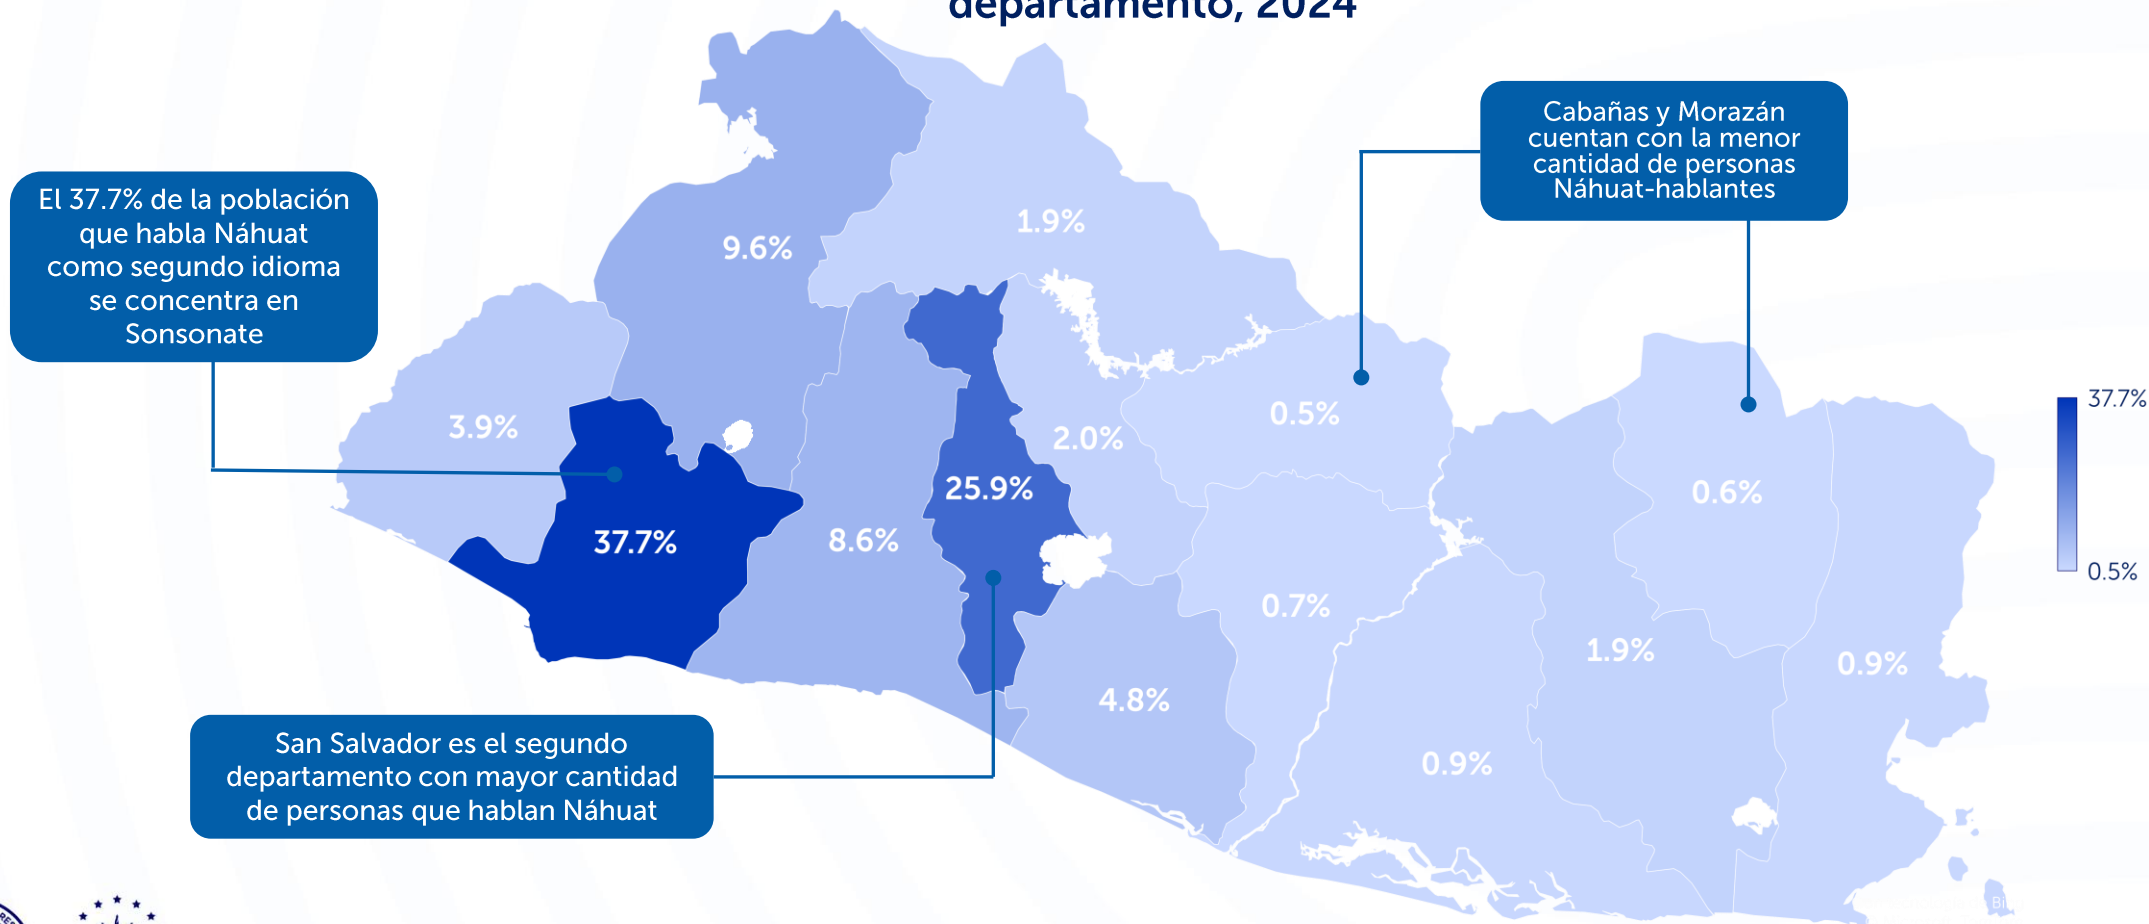 departamento, 2024
Cabañas y Morazán
cuentan con la menor
cantidad de personas
Náhuat-hablantes
El 37.7% de la población
que habla Náhuat
como segundo idioma
se concentra en
Sonsonate
1.9%
9.6%
37.7%
0.5%
3.9%
0.5%
2.0%
25.9%
0.6%
37.7%
8.6%
0.7%
1.9%
0.9%
4.8%
0.9%
San Salvador es el segundo
departamento con mayor cantidad
de personas que hablan Náhuat